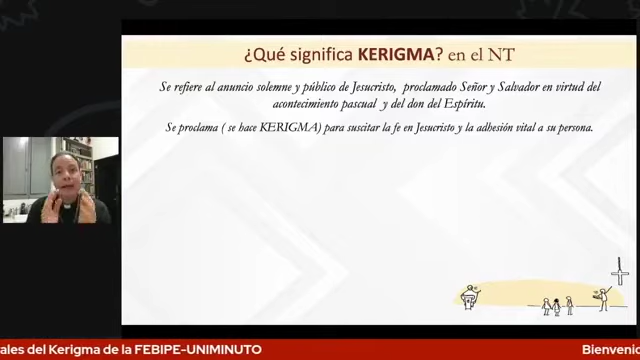 ¿Qué significa KERIGMA? en el NT
Se refiere al anuncio solemne y público de Jesucristo, proclamado Señor y Salvador en virtud del
acontecimiento pascual y del don del Espíritu.
Se proclama ( se hace KERIGMA) para suscitar la fe en Jesucristo y la adhesión vital a su persona.
ales del Kerigma de la FEBIPE-UNIMINUTO
Bienvenid